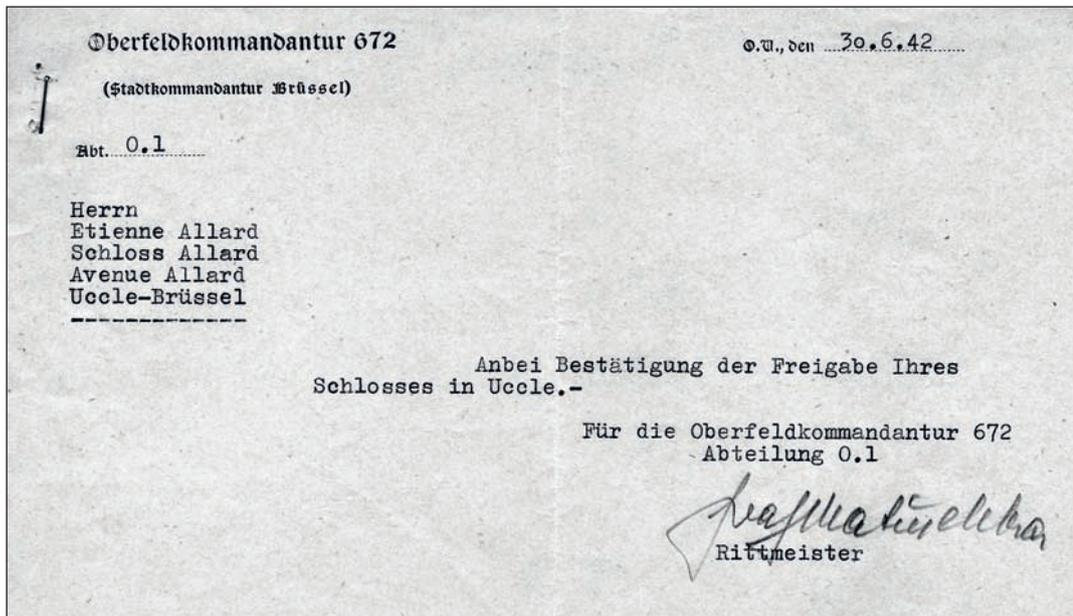 Oberfeldkommandantur 672
O.U., den 30.6.42
(Stadtkommandantur Brüssel)
Abt. O.1
Herrn
Etienne Allard
Schloss Allard
Avenue Allard
Uccle-Brüssel
-------------
Anbei Bestätigung der Freigabe Ihres
Schlosses in Uccle.-
Für die Oberfeldkommandantur 672
Abteilung O.1
Rittmeister